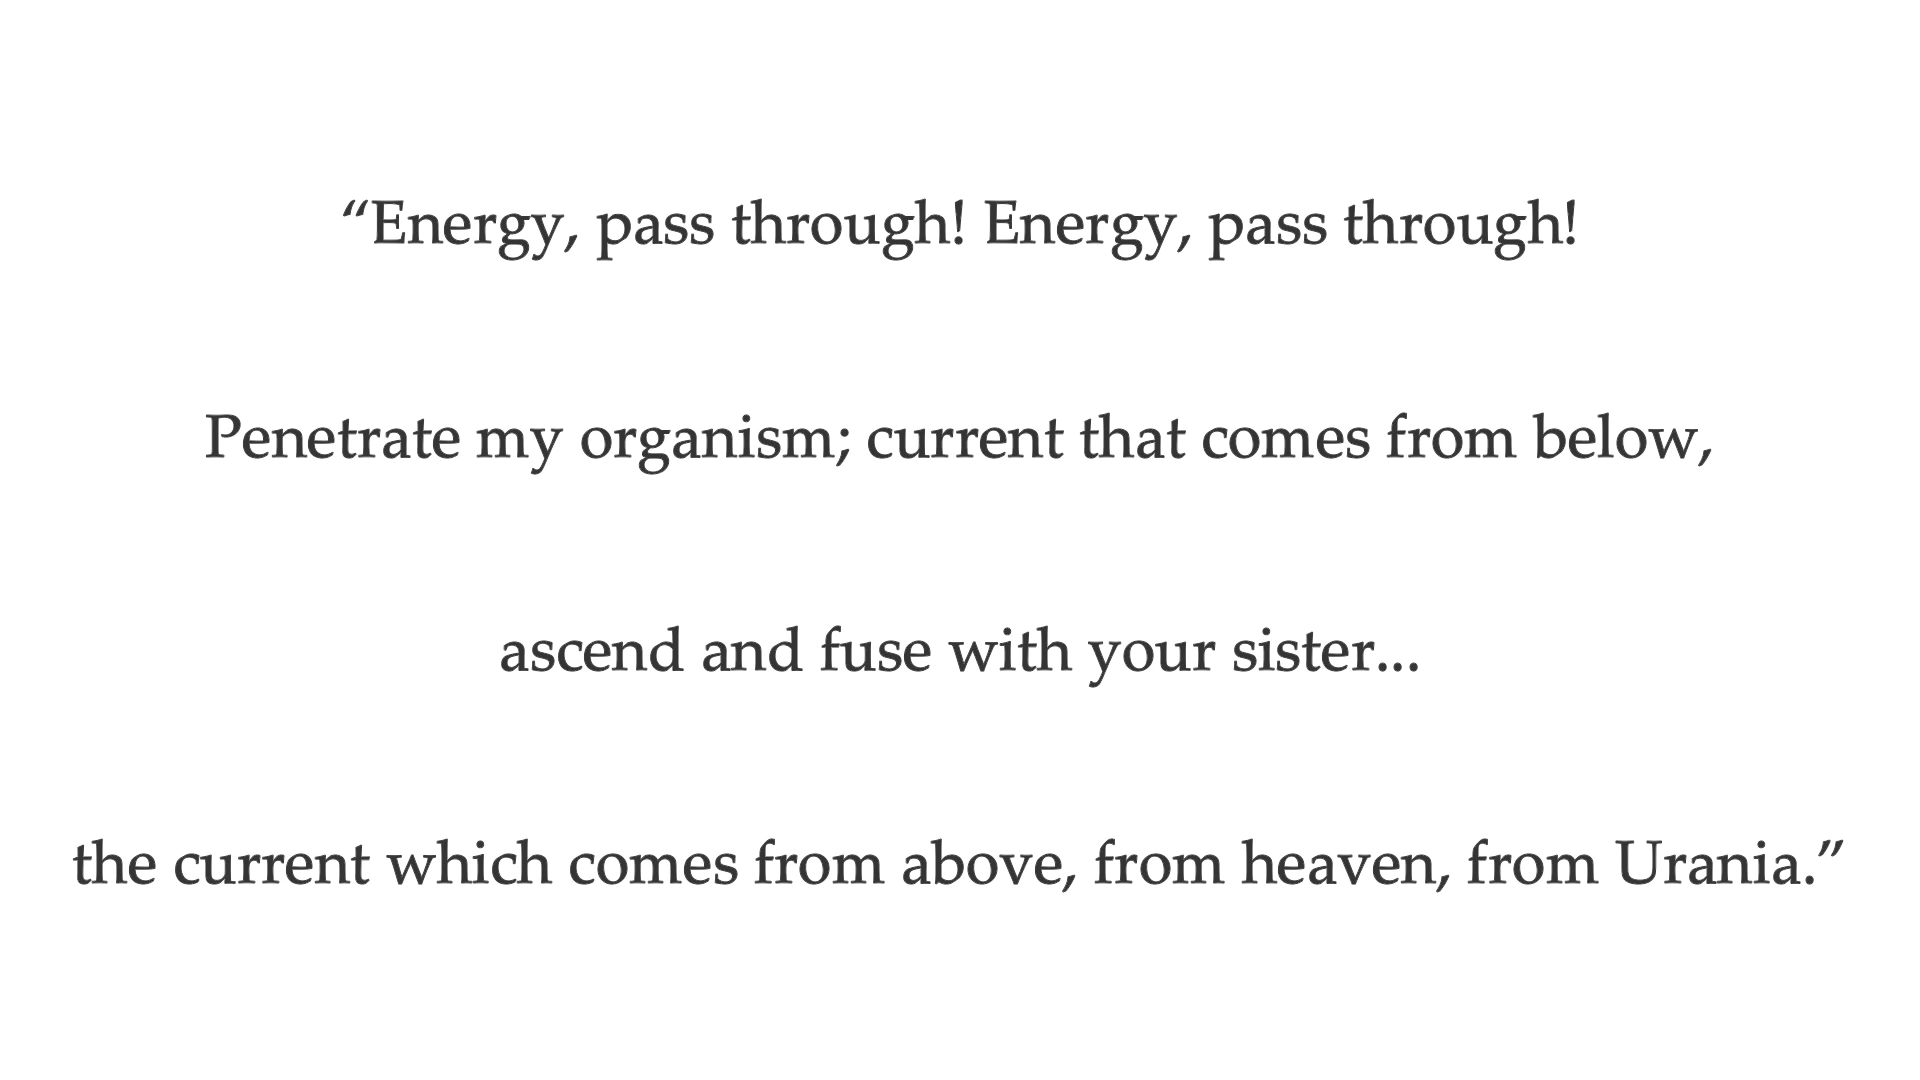 “Energy, pass through! Energy, pass through!
Penetrate my organism; current that comes from below,
ascend and fuse with your sister...
the current which comes from above, from heaven, from Urania.”